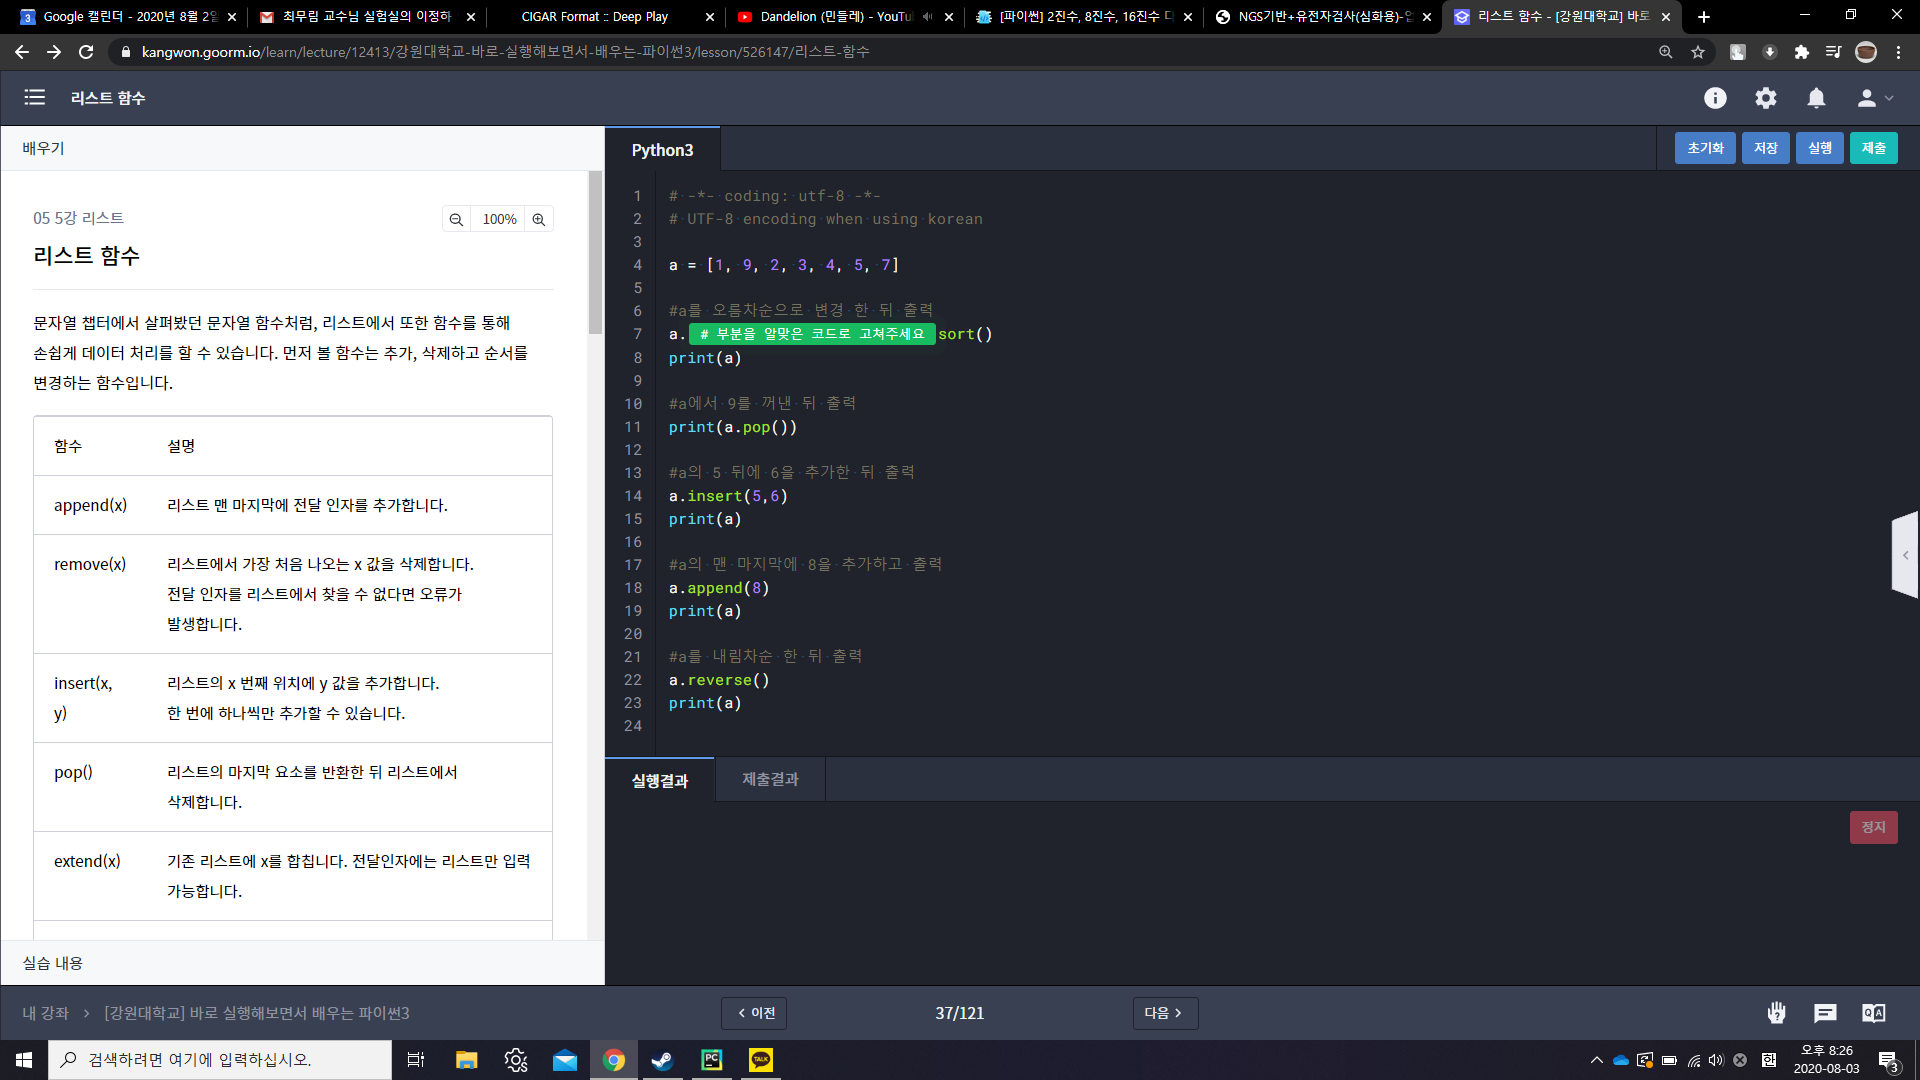 Google 캘린더 - 2020년 8월 2일
최무림 교수님 실험실의 이정하
CIGAR Format :: Deep Play
Dandelion (민들레) - YouTu
[파이썬] 2진수, 8진수, 16진수 다
NGS기반+유전자검사(심화용)-입
리스트 함수 - [강원대학교] 바로
kangwon.goorm.io/learn/lecture/12413/강원대학교-바로-실행해보면서-배우는-파이썬3/lesson/526147/리스트-함수
리스트 함수
배우기
05 5강 리스트
100%
리스트 함수
문자열 챕터에서 살펴봤던 문자열 함수처럼, 리스트에서 또한 함수를 통해
손쉽게 데이터 처리를 할 수 있습니다. 먼저 볼 함수는 추가, 삭제하고 순서를
변경하는 함수입니다.
함수 설명
append(x) 리스트 맨 마지막에 전달 인자를 추가합니다.
remove(x) 리스트에서 가장 처음 나오는 x 값을 삭제합니다.
전달 인자를 리스트에서 찾을 수 없다면 오류가
발생합니다.
insert(x, 리스트의 x 번째 위치에 y 값을 추가합니다.
y) 한 번에 하나씩만 추가할 수 있습니다.
pop() 리스트의 마지막 요소를 반환한 뒤 리스트에서
삭제합니다.
extend(x) 기존 리스트에 x를 합칩니다. 전달인자에는 리스트만 입력
가능합니다.
실습 내용
Python3
초기화 저장 실행 제출
1 # -*- coding: utf-8 -*-
2 # UTF-8 encoding when using korean
3
4 a = [1, 9, 2, 3, 4, 5, 7]
5
6 #a를 오름차순으로 변경 한 뒤 출력
7 a. # 부분을 알맞은 코드로 고쳐주세요 sort()
8 print(a)
9
10 #a에서 9를 꺼낸 뒤 출력
11 print(a.pop())
12
13 #a의 5 뒤에 6을 추가한 뒤 출력
14 a.insert(5,6)
15 print(a)
16
17 #a의 맨 마지막에 8을 추가하고 출력
18 a.append(8)
19 print(a)
20
21 #a를 내림차순 한 뒤 출력
22 a.reverse()
23 print(a)
24
실행결과 제출결과
정지
내 강좌 > [강원대학교] 바로 실행해보면서 배우는 파이썬3
< 이전
37/121
다음 >
검색하려면 여기에 입력하십시오.
PC
TALK
한
오후 8:26
2020-08-03
3